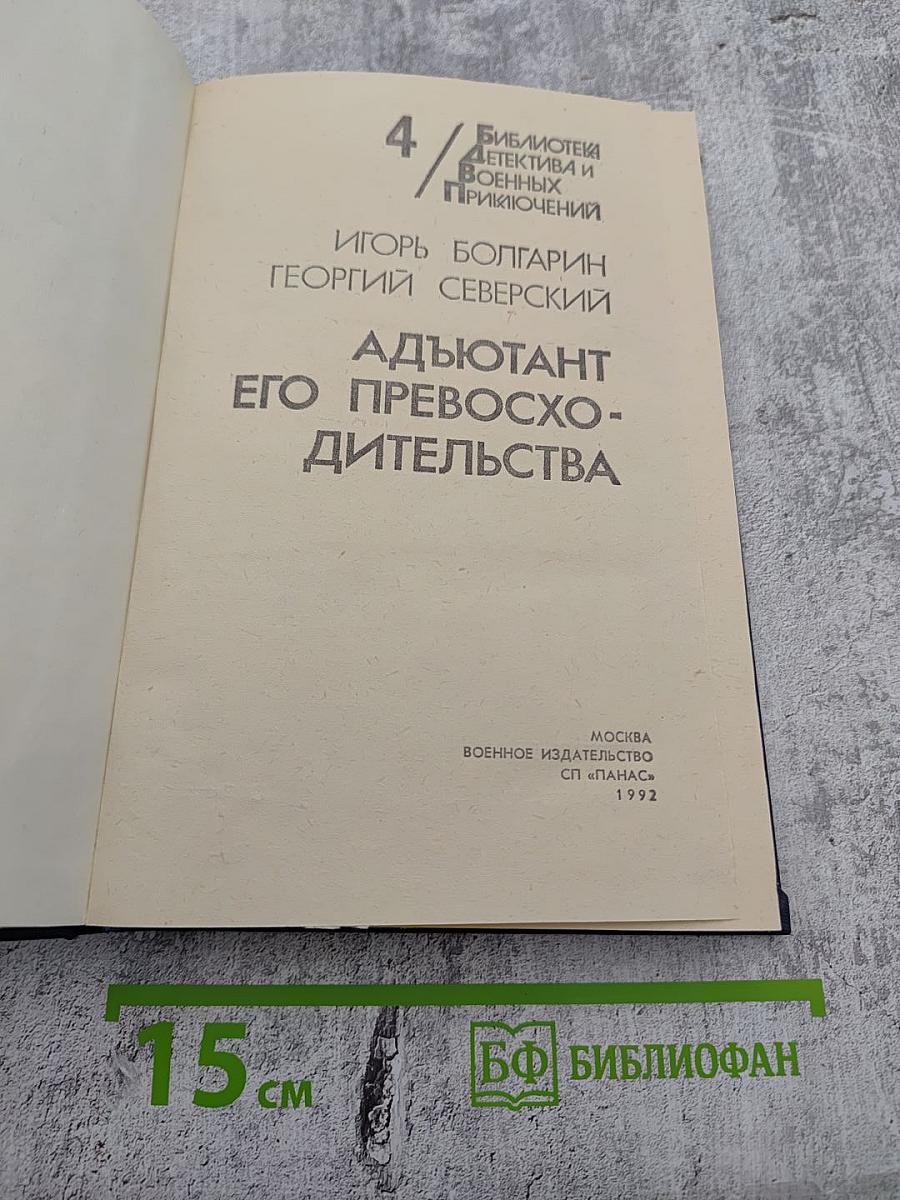 4 / БИБЛИОТЕКА
ДЕТЕКТИВА И
ВОЕННЫХ
ПРИКЛЮЧЕНИЙ
ИГОРЬ БОЛГАРИН
ГЕОРГИЙ СЕВЕРСКИЙ
АДЪЮТАНТ
ЕГО ПРЕВОСХО-
ДИТЕЛЬСТВА
МОСКВА
ВОЕННОЕ ИЗДАТЕЛЬСТВО
СП «ПАНАС»
1992
15 СМ
БФ БИБЛИОФАН